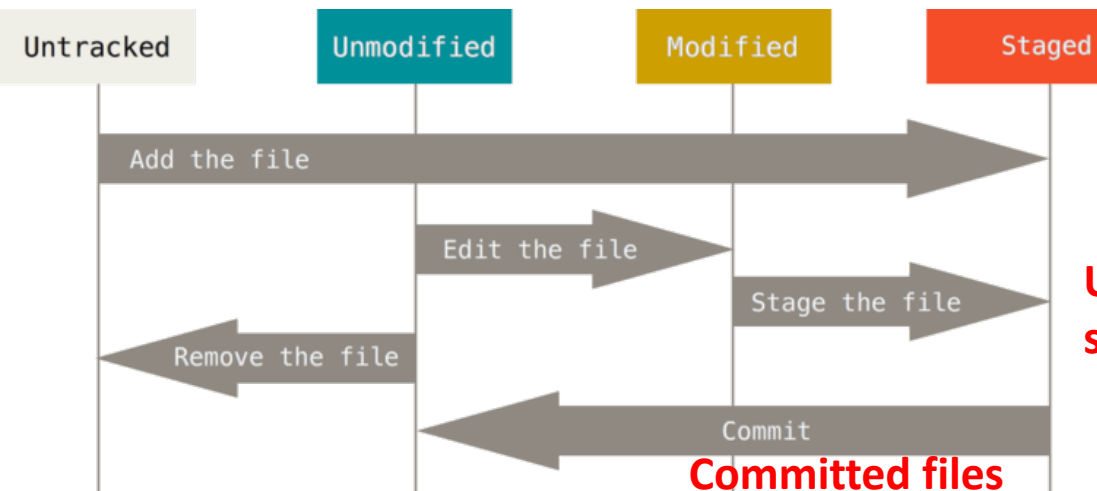 Untracked
Unmodified
Modified
Staged
Add the file
Edit the file
Stage the file
Remove the file
Commit
Committed files